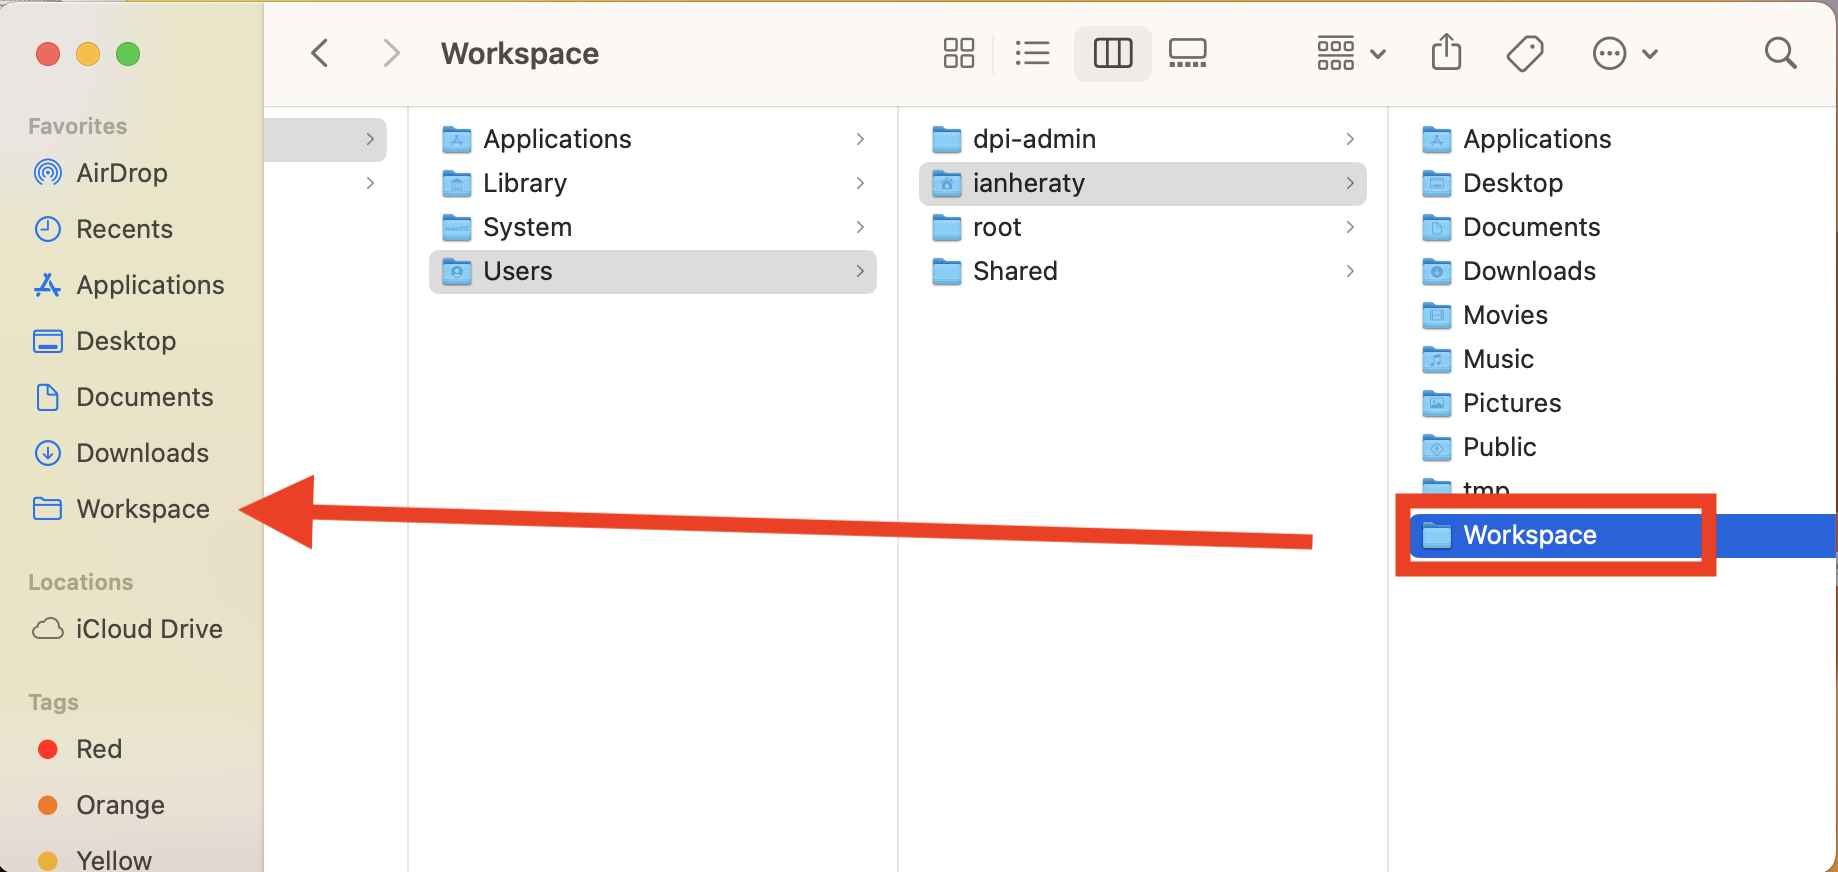 Workspace
Favorites
AirDrop
Recents
Applications
Desktop
Documents
Downloads
Workspace
Locations
iCloud Drive
Tags
Red
Orange
Yellow
Applications
Library
System
Users
dpi-admin
ianheraty
root
Shared
Applications
Desktop
Documents
Downloads
Movies
Music
Pictures
Public
tmp
Workspace